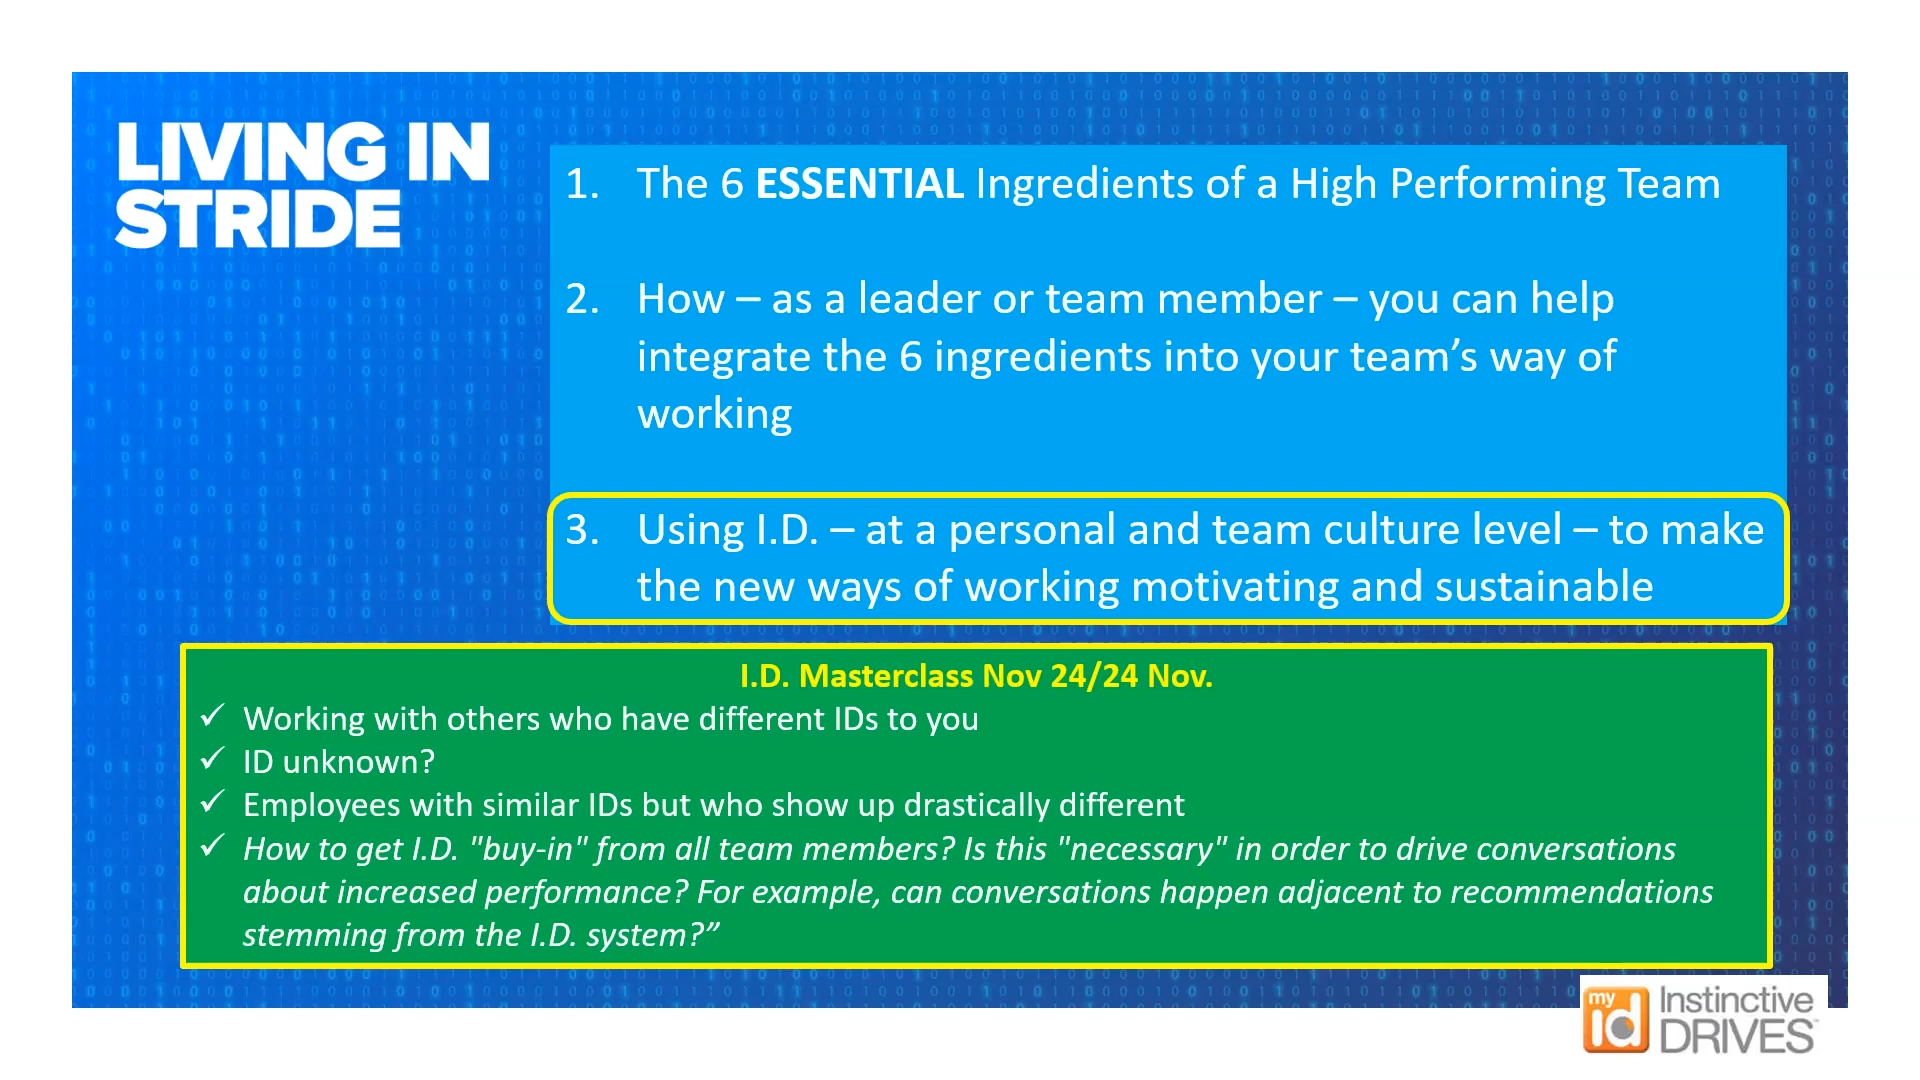 LIVING IN
STRIDE
1. The 6 ESSENTIAL Ingredients of a High Performing Team
2. How – as a leader or team member – you can help
integrate the 6 ingredients into your team’s way of
working
3. Using I.D. – at a personal and team culture level – to make
the new ways of working motivating and sustainable
I.D. Masterclass Nov 24/24 Nov.
✓ Working with others who have different IDs to you
✓ ID unknown?
✓ Employees with similar IDs but who show up drastically different
✓ How to get I.D. "buy-in" from all team members? Is this "necessary" in order to drive conversations
about increased performance? For example, can conversations happen adjacent to recommendations
stemming from the I.D. system?”
my
id
Instinctive
DRIVES™